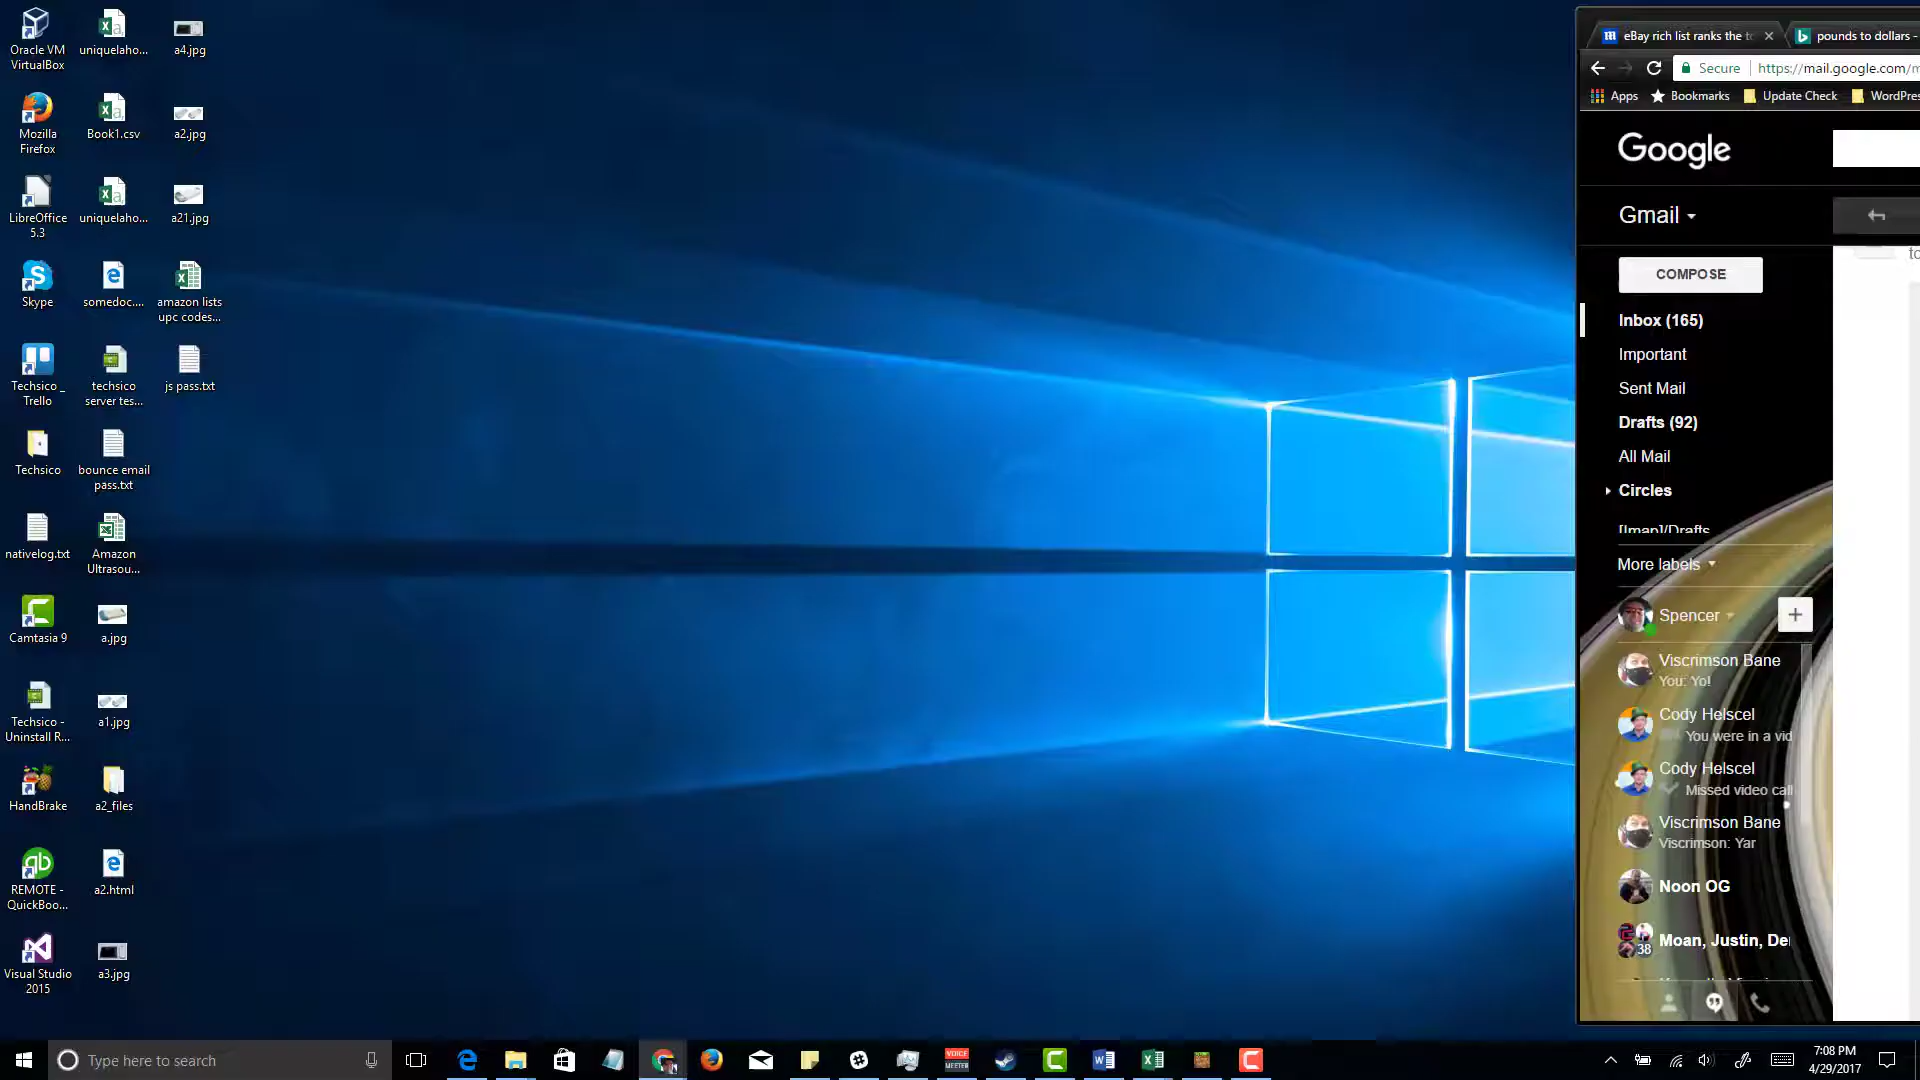 Oracle VM
VirtualBox
uniquelaho...
a4.jpg
Mozilla
Firefox
Book1.csv
a2.jpg
LibreOffice
5.3
uniquelaho...
a21.jpg
Skype
somedoc....
amazon lists
upc codes...
Techsico _
Trello
techsico
server tes...
js pass.txt
Techsico
bounce email
pass.txt
nativelog.txt
Amazon
Ultrasou...
Camtasia 9
a.jpg
Techsico -
Uninstall R...
a1.jpg
HandBrake
a2_files
REMOTE -
QuickBoo...
a2.html
Visual Studio
2015
a3.jpg
eBay rich list ranks the to
pounds to dollars -
Secure
https://mail.google.com/m
Apps
Bookmarks
Update Check
WordPres
Google
Gmail
to
COMPOSE
Inbox (165)
Important
Sent Mail
Drafts (92)
All Mail
Circles
[Imap]/Drafts
More labels
Spencer
Viscrimson Bane
You: Yo!
Cody Helscel
You were in a vid
Cody Helscel
Missed video call
Viscrimson Bane
Viscrimson: Yar
Noon OG
Moan, Justin, De
38
Type here to search
VOICE
MEETER
7:08 PM
4/29/2017